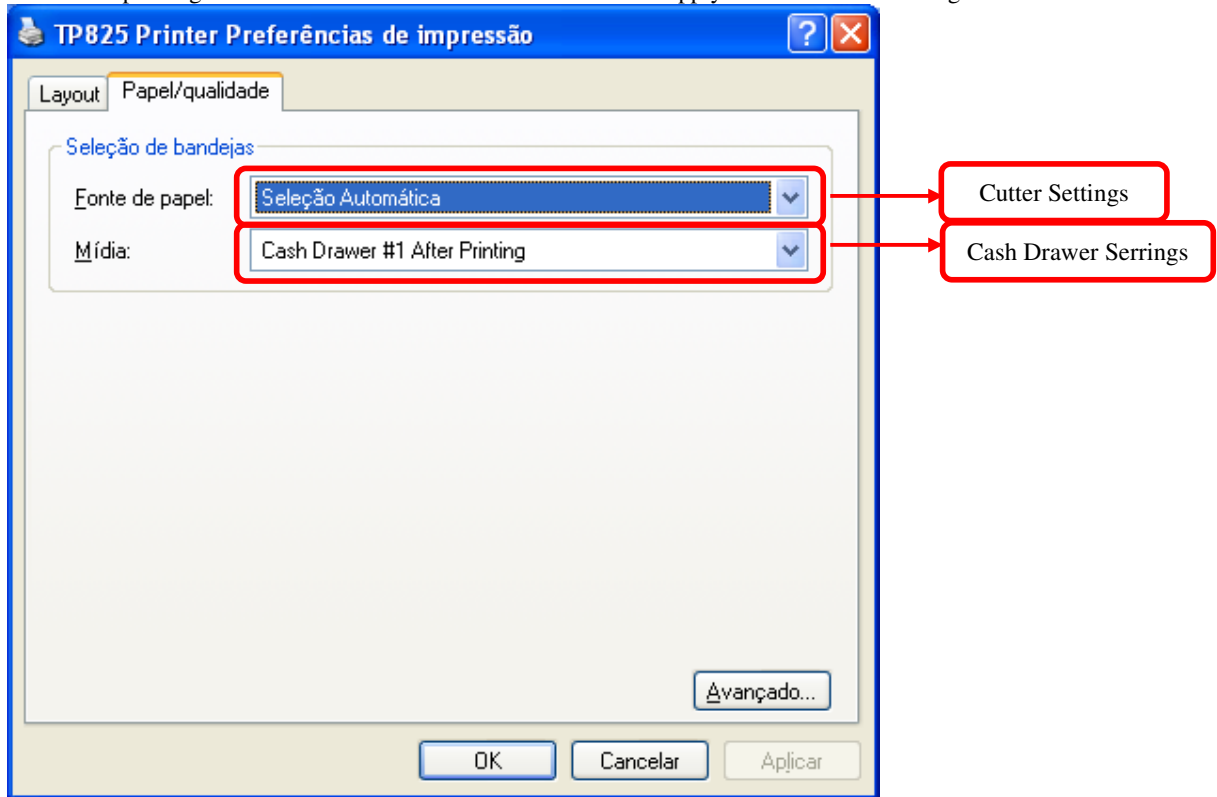 TP825 Printer Preferências de impressão
Layout Papel/qualidade
Seleção de bandejas
Fonte de papel: Seleção Automática Cutter Settings
Mídia: Cash Drawer #1 After Printing Cash Drawer Serrings
Avançado...
OK Cancelar Aplicar